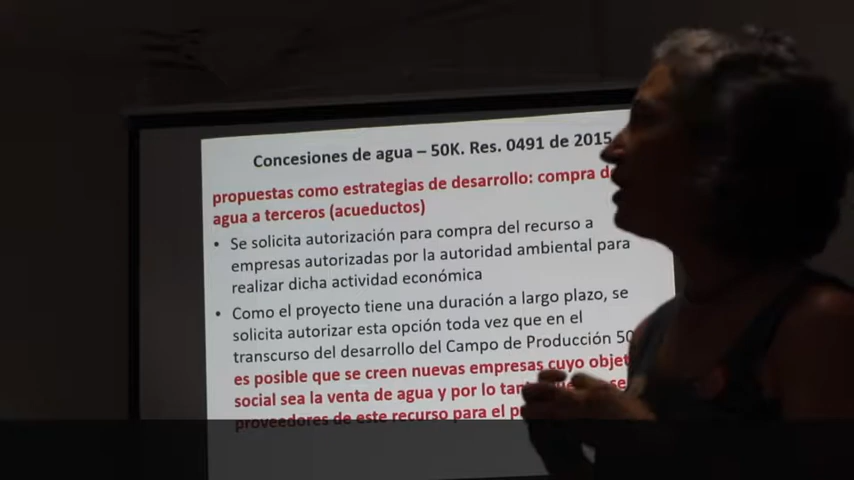 Concesiones de agua – 50K. Res. 0491 de 2015
propuestas como estrategias de desarrollo: compra
agua a terceros (acueductos)
• Se solicita autorización para compra del recurso a
empresas autorizadas por la autoridad ambiental para
realizar dicha actividad económica
• Como el proyecto tiene una duración a largo plazo, se
solicita autorizar esta opción toda vez que en el
transcurso del desarrollo del Campo de Producción 50
es posible que se creen nuevas empresas cuyo objet
social sea la venta de agua y por lo
proveedores de este recurso para el